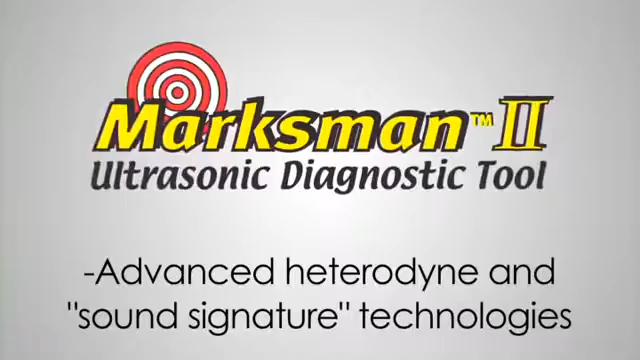 Marksman™ II
Ultrasonic Diagnostic Tool
-Advanced heterodyne and
"sound signature" technologies